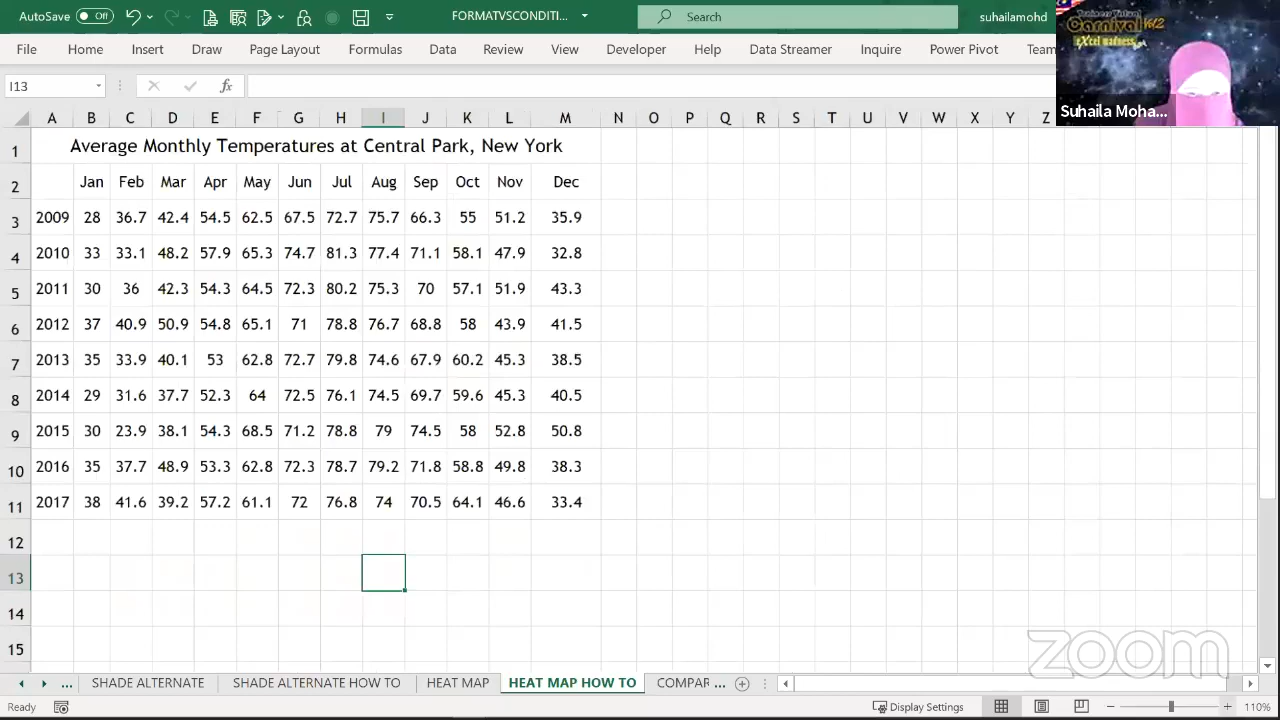 AutoSave Off FORMATVSCONDITI... Search suhailamohd
File Home Insert Draw Page Layout Formulas Data Review View Developer Help Data Streamer Inquire Power Pivot Team
Carnival Vol2
Excel madness
Suhaila Moha...
I13 fx
A B C D E F G H I J K L M N O P Q R S T U V W X Y Z
1 Average Monthly Temperatures at Central Park, New York
2 Jan Feb Mar Apr May Jun Jul Aug Sep Oct Nov Dec
3 2009 28 36.7 42.4 54.5 62.5 67.5 72.7 75.7 66.3 55 51.2 35.9
4 2010 33 33.1 48.2 57.9 65.3 74.7 81.3 77.4 71.1 58.1 47.9 32.8
5 2011 30 36 42.3 54.3 64.5 72.3 80.2 75.3 70 57.1 51.9 43.3
6 2012 37 40.9 50.9 54.8 65.1 71 78.8 76.7 68.8 58 43.9 41.5
7 2013 35 33.9 40.1 53 62.8 72.7 79.8 74.6 67.9 60.2 45.3 38.5
8 2014 29 31.6 37.7 52.3 64 72.5 76.1 74.5 69.7 59.6 45.3 40.5
9 2015 30 23.9 38.1 54.3 68.5 71.2 78.8 79 74.5 58 52.8 50.8
10 2016 35 37.7 48.9 53.3 62.8 72.3 78.7 79.2 71.8 58.8 49.8 38.3
11 2017 38 41.6 39.2 57.2 61.1 72 76.8 74 70.5 64.1 46.6 33.4
12
13
14
15
zoom
... SHADE ALTERNATE SHADE ALTERNATE HOW TO HEAT MAP HEAT MAP HOW TO COMPAR ...
Ready Display Settings 110%